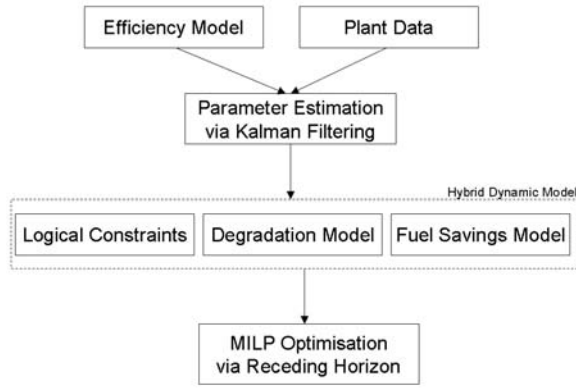 Efficiency Model
Plant Data
Parameter Estimation
via Kalman Filtering
Hybrid Dynamic Model
Logical Constraints
Degradation Model
Fuel Savings Model
MILP Optimisation
via Receding Horizon